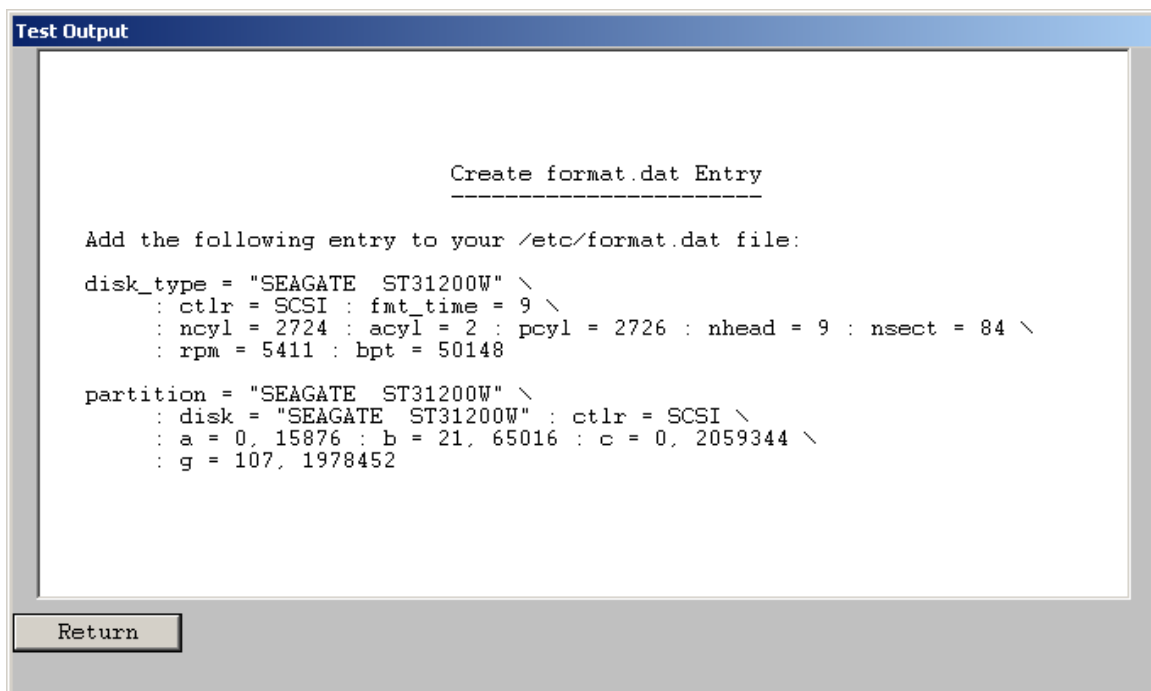 Test Output
Create format.dat Entry
-----------------------
Add the following entry to your /etc/format.dat file:
disk_type = "SEAGATE  ST31200W" \
: ctlr = SCSI : fmt_time = 9 \
: ncyl = 2724 : acyl = 2 : pcyl = 2726 : nhead = 9 : nsect = 84 \
: rpm = 5411 : bpt = 50148
partition = "SEAGATE  ST31200W" \
: disk = "SEAGATE  ST31200W" : ctlr = SCSI \
: a = 0, 15876 : b = 21, 65016 : c = 0, 2059344 \
: g = 107, 1978452
Return